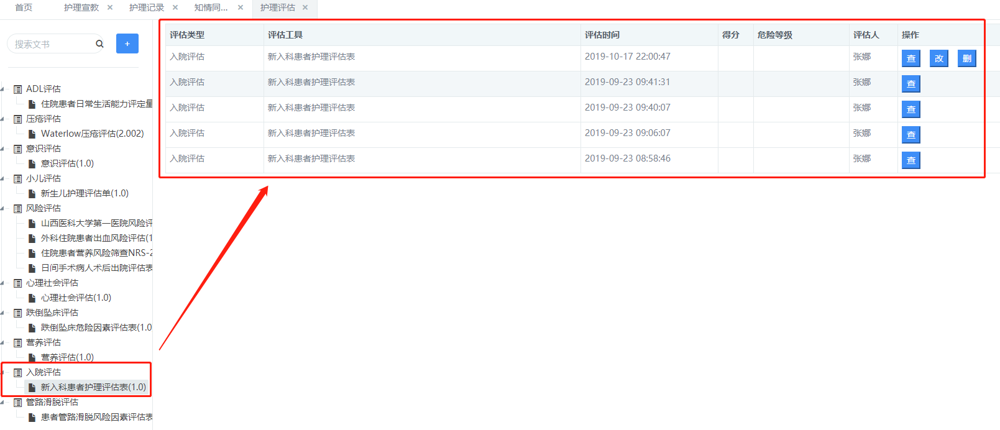 首页 护理宣教 × 护理记录 × 知情同... × 护理评估 ×
搜索文书
+
ADL评估
住院患者日常生活能力评定量
压疮评估
Waterlow压疮评估(2.002)
意识评估
意识评估(1.0)
小儿评估
新生儿护理评估单(1.0)
风险评估
山西医科大学第一医院风险评
外科住院患者出血风险评估(1
住院患者营养风险筛查NRS-2
日间手术病人术后出院评估表
心理社会评估
心理社会评估(1.0)
跌倒坠床评估
跌倒坠床危险因素评估表(1.0
营养评估
营养评估(1.0)
入院评估
新入科患者护理评估表(1.0)
管路滑脱评估
患者管路滑脱风险因素评估表
评估类型 评估工具 评估时间 得分 危险等级 评估人 操作
入院评估 新入科患者护理评估表 2019-10-17 22:00:47 张娜 查 改 删
入院评估 新入科患者护理评估表 2019-09-23 09:41:31 张娜 查
入院评估 新入科患者护理评估表 2019-09-23 09:40:07 张娜 查
入院评估 新入科患者护理评估表 2019-09-23 09:06:07 张娜 查
入院评估 新入科患者护理评估表 2019-09-23 08:58:46 张娜 查